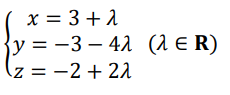 x = 3 + λ
y = −3 − 4λ (λ ∈ R)
z = −2 + 2λ